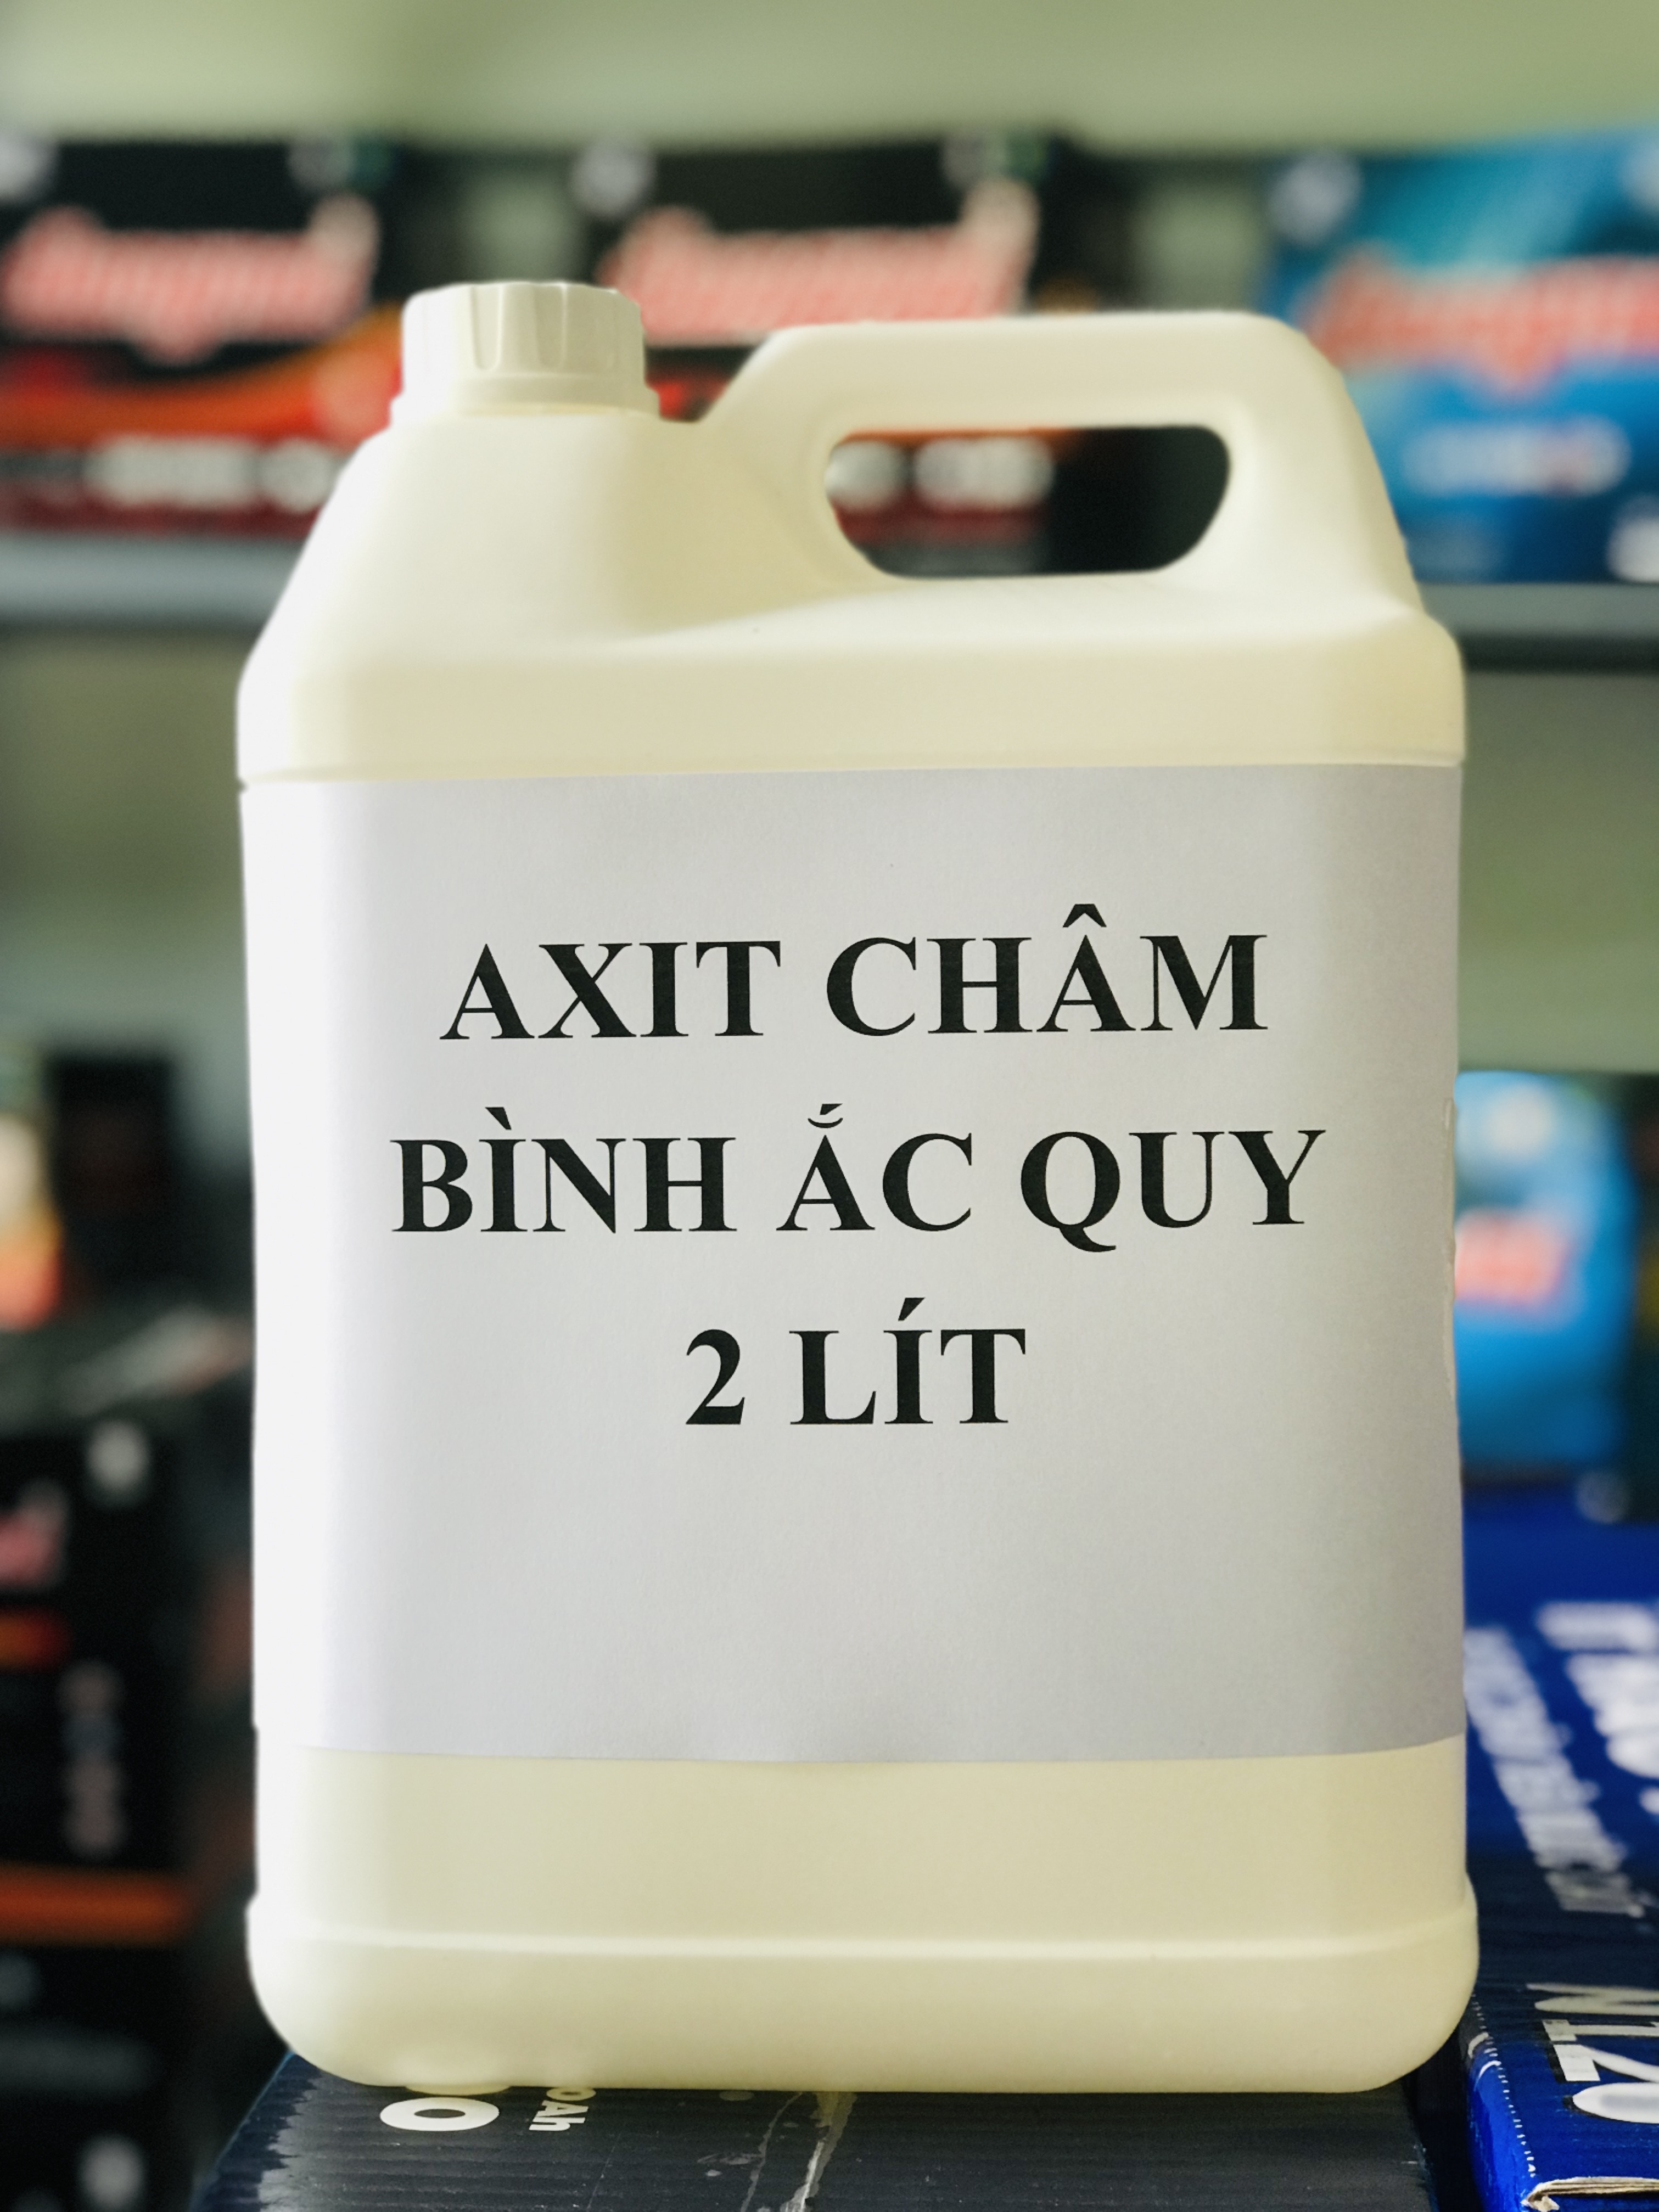 AXIT CHÂM
BÌNH ẮC QUY
2 LÍT